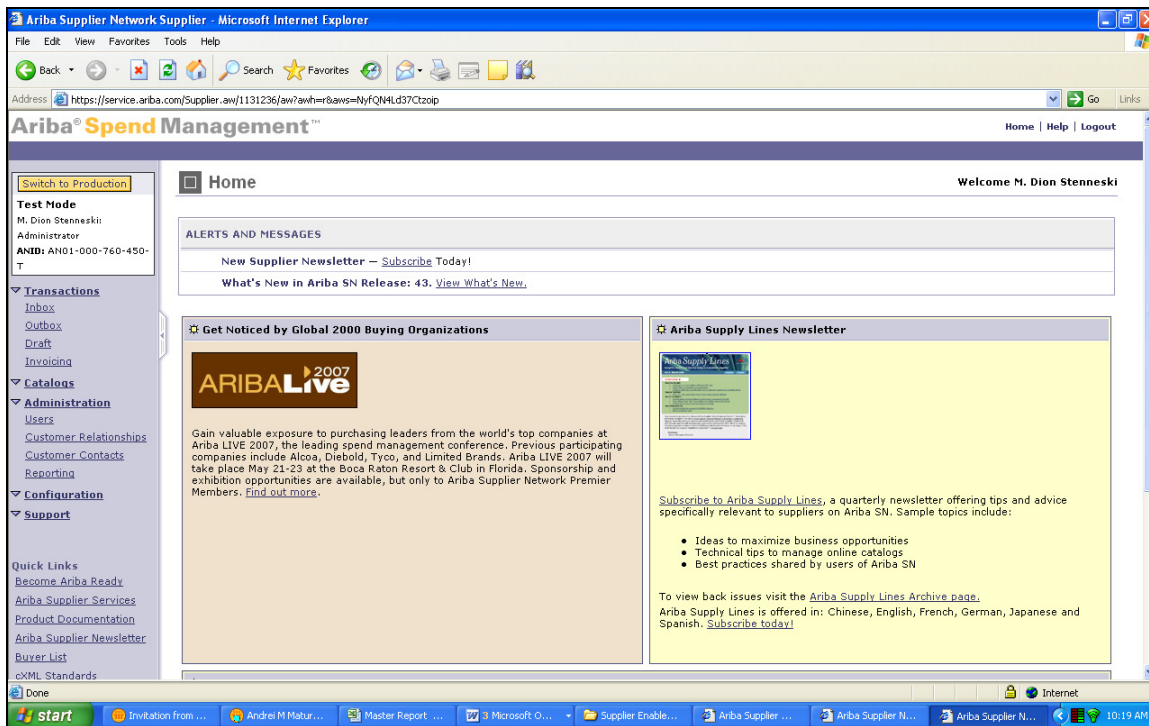 Ariba Supplier Network Supplier - Microsoft Internet Explorer
File Edit View Favorites Tools Help
Back Search Favorites
Address https://service.ariba.com/Supplier.aw/1131236/aw?awh=r&aws=NyfQN4Ld37Ctzoip Go Links
Ariba® Spend Management™
Home | Help | Logout
Switch to Production
Test Mode
M. Dion Stenneski:
Administrator
ANID: AN01-000-760-450-
T
Transactions
Inbox
Outbox
Draft
Invoicing
Catalogs
Administration
Users
Customer Relationships
Customer Contacts
Reporting
Configuration
Support
Quick Links
Become Ariba Ready
Ariba Supplier Services
Product Documentation
Ariba Supplier Newsletter
Buyer List
cXML Standards
Home
Welcome M. Dion Stenneski
ALERTS AND MESSAGES
New Supplier Newsletter — Subscribe Today!
What's New in Ariba SN Release: 43. View What's New.
Get Noticed by Global 2000 Buying Organizations
ARIBALIVE 2007
Gain valuable exposure to purchasing leaders from the world's top companies at
Ariba LIVE 2007, the leading spend management conference. Previous participating
companies include Alcoa, Diebold, Tyco, and Limited Brands. Ariba LIVE 2007 will
take place May 21-23 at the Boca Raton Resort & Club in Florida. Sponsorship and
exhibition opportunities are available, but only to Ariba Supplier Network Premier
Members. Find out more.
Ariba Supply Lines Newsletter
Ariba Supply Lines
Subscribe to Ariba Supply Lines, a quarterly newsletter offering tips and advice
specifically relevant to suppliers on Ariba SN. Sample topics include:
• Ideas to maximize business opportunities
• Technical tips to manage online catalogs
• Best practices shared by users of Ariba SN
To view back issues visit the Ariba Supply Lines Archive page.
Ariba Supply Lines is offered in: Chinese, English, French, German, Japanese and
Spanish. Subscribe today!
Done
Internet
start Invitation from ... Andrei M Matur... Master Report ... 3 Microsoft O... Supplier Enable... Ariba Supplier ... Ariba Supplier N... Ariba Supplier N... 10:19 AM